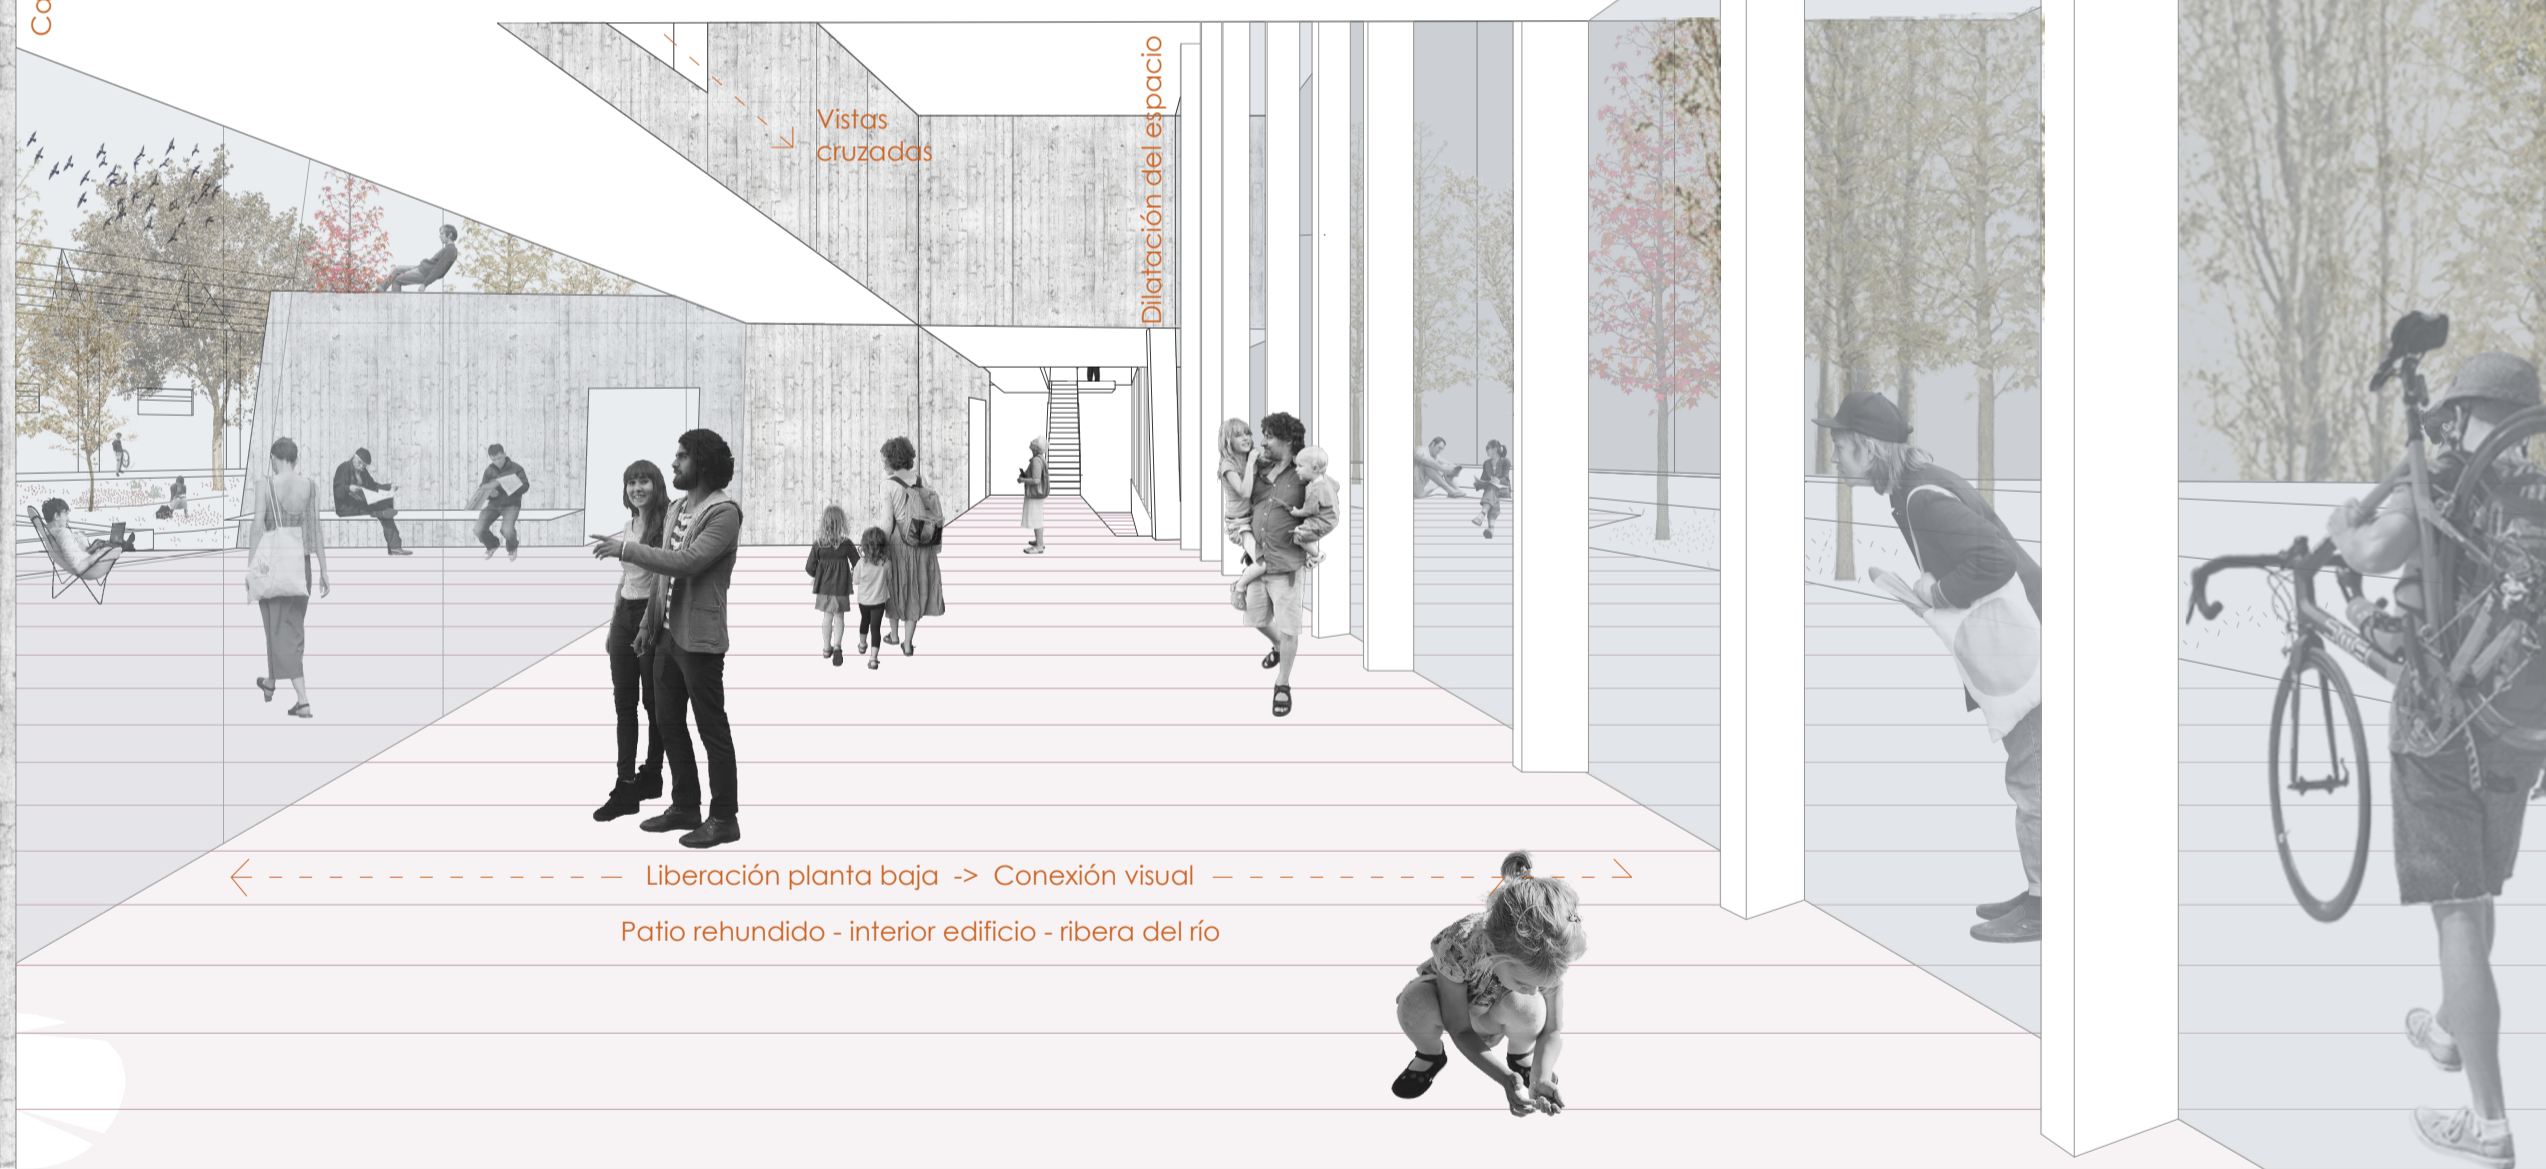 Vistas
cruzadas
Dilatación del espacio
Liberación planta baja -> Conexión visual
Patio rehundido - interior edificio - ribera del río